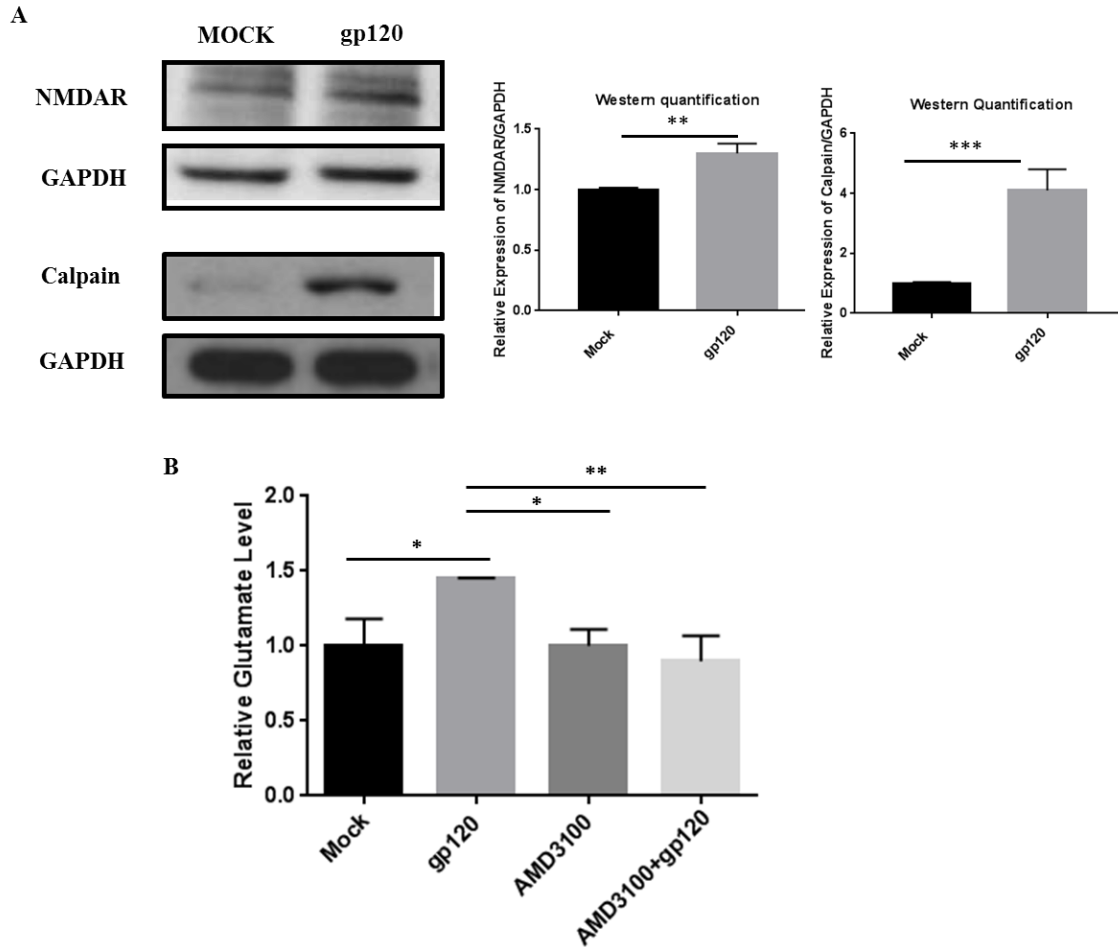 A
MOCK gp120
NMDAR
GAPDH
Calpain
GAPDH
Western quantification
Relative Expression of NMDAR/GAPDH
1.5
1.0
0.5
0.0
**
Mock gp120
Western Quantification
Relative Expression of Calpain/GAPDH
6
4
2
0
***
Mock gp120
B
Relative Glutamate Level
2.0
1.5
1.0
0.5
0.0
**
*
*
Mock gp120 AMD3100 AMD3100+gp120